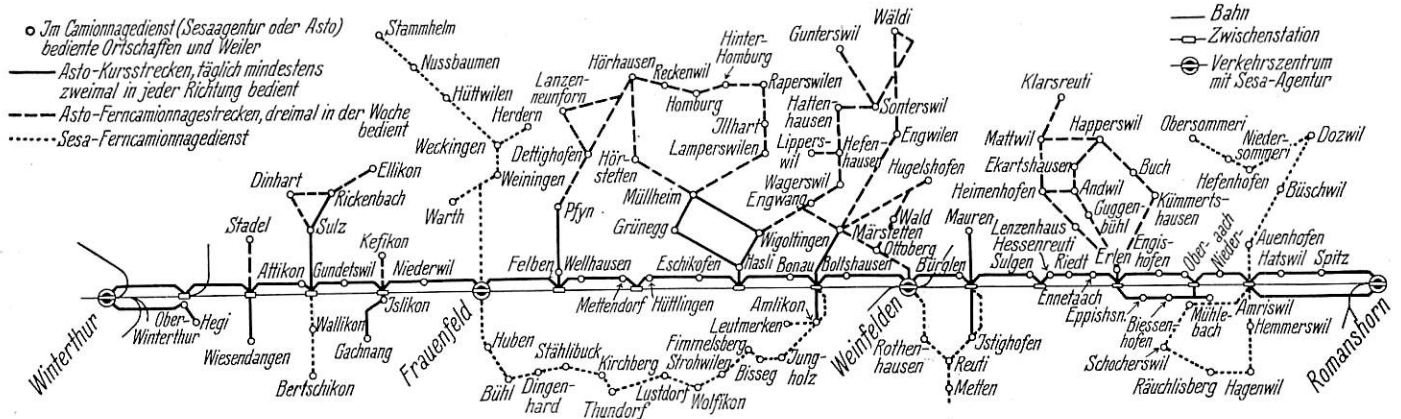 Im Camionnagedienst (Sesaagentur oder Asto)
bediente Ortschaften und Weiler
Asto-Kursstrecken, täglich mindestens
zweimal in jeder Richtung bedient
Asto-Ferncamionnagestrecken, dreimal in der Woche
bedient
Sesa-Ferncamionnagedienst
Bahn
Zwischenstation
Verkehrszentrum
mit Sesa-Agentur
Stammheim
Nussbaumen
Hüttwilen
Herdern
Weckingen
Weiningen
Warth
Lanzen-
neunforn
Dettighofen
Pfyn
Hörhausen
Reckenwil
Homburg
Hinter-
Homburg
Raperswilen
Illhart
Lamperswilen
Hör-
stetten
Müllheim
Grünegg
Wigoltingen
Hasli
Gunterswil
Wäldi
Sonterswil
Hatten-
hausen
Lippers-
wil
Hefen-
hausen
Engwilen
Wagerswil
Engwang
Hugelshofen
Wald
Märstetten
Ottoberg
Mauren
Klarsreuti
Mattwil
Happerswil
Ekartshausen
Heimenhofen
Andwil
Guggen-
bühl
Buch
Kümmerts-
hausen
Lenzenhaus
Hessenreuti
Obersommeri
Nieder-
sommeri
Hefenhofen
Dozwil
Büschwil
Auenhofen
Dinhart
Ellikon
Rickenbach
Sulz
Stadel
Kefikon
Attikon
Gundetswil
Niederwil
Felben
Wellhausen
Eschikofen
Bonau
Boltshausen
Bürglen
Sulgen
Riedt
Erlen
Engis-
hofen
Ober-
aach
Nieder-
Hatswil
Spitz
Winterthur
Ober-
Winterthur
Hegi
Wiesendangen
Wallikon
Bertschikon
Islikon
Gachnang
Frauenfeld
Mettendorf
Hüttlingen
Amlikon
Leutmerken
Huben
Bühl
Dingen-
hard
Stählibuck
Thundorf
Kirchberg
Lustdorf
Wolfikon
Strohwilen
Fimmelsberg
Bisseg
Jung-
holz
Weinfelden
Rothen-
hausen
Reuti
Metten
Istighofen
Ennetaach
Eppishsn.
Biessen-
hofen
Mühle-
bach
Schocherswil
Räuchlisberg
Hagenwil
Amriswil
Hemmerswil
Romanshorn